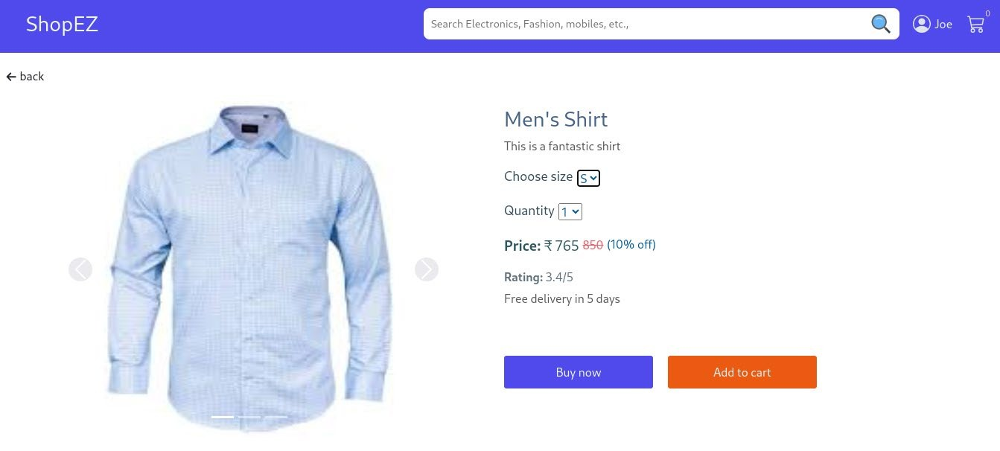 ShopEZ
Search Electronics, Fashion, mobiles, etc.,
Joe
0
back
Men's Shirt
This is a fantastic shirt
Choose size S
Quantity 1
Price: ₹ 765 850 (10% off)
Rating: 3.4/5
Free delivery in 5 days
Buy now
Add to cart